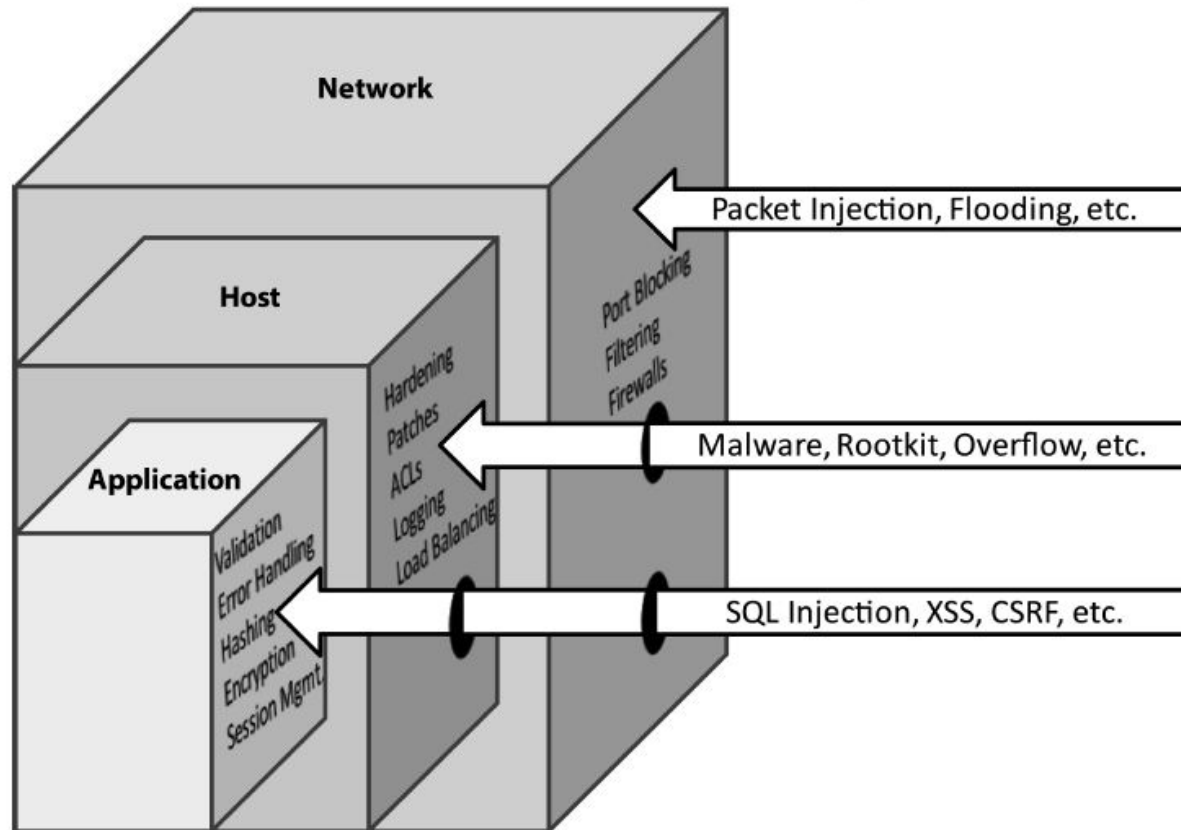 Network
Packet Injection, Flooding, etc.
Port Blocking
Filtering
Firewalls
Host
Hardening
Patches
ACLs
Logging
Load Balancing
Malware, Rootkit, Overflow, etc.
Application
Validation
Error Handling
Hashing
Encryption
Session Mgmt.
SQL Injection, XSS, CSRF, etc.